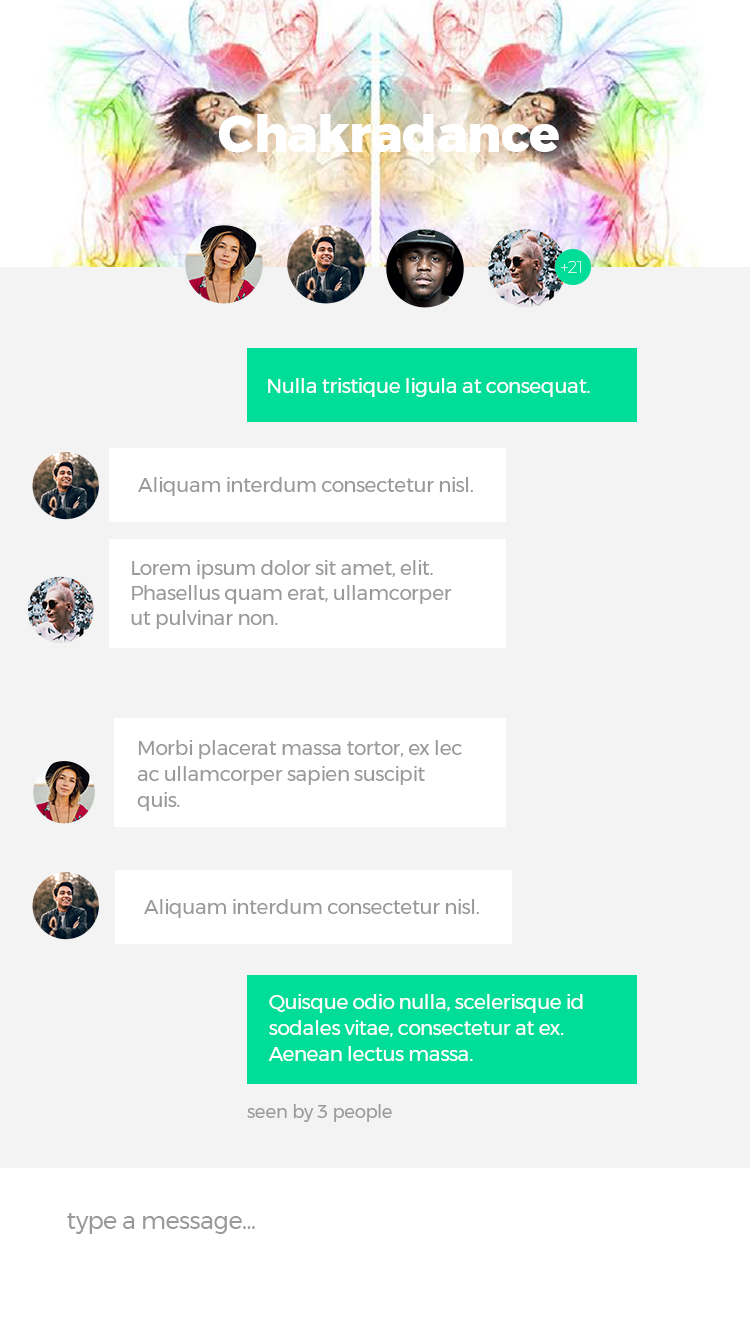 Chakradance
+21
Nulla tristique ligula at consequat.
Aliquam interdum consectetur nisl.
Lorem ipsum dolor sit amet, elit.
Phasellus quam erat, ullamcorper
ut pulvinar non.
Morbi placerat massa tortor, ex lec
ac ullamcorper sapien suscipit
quis.
Aliquam interdum consectetur nisl.
Quisque odio nulla, scelerisque id
sodales vitae, consectetur at ex.
Aenean lectus massa.
seen by 3 people
type a message...